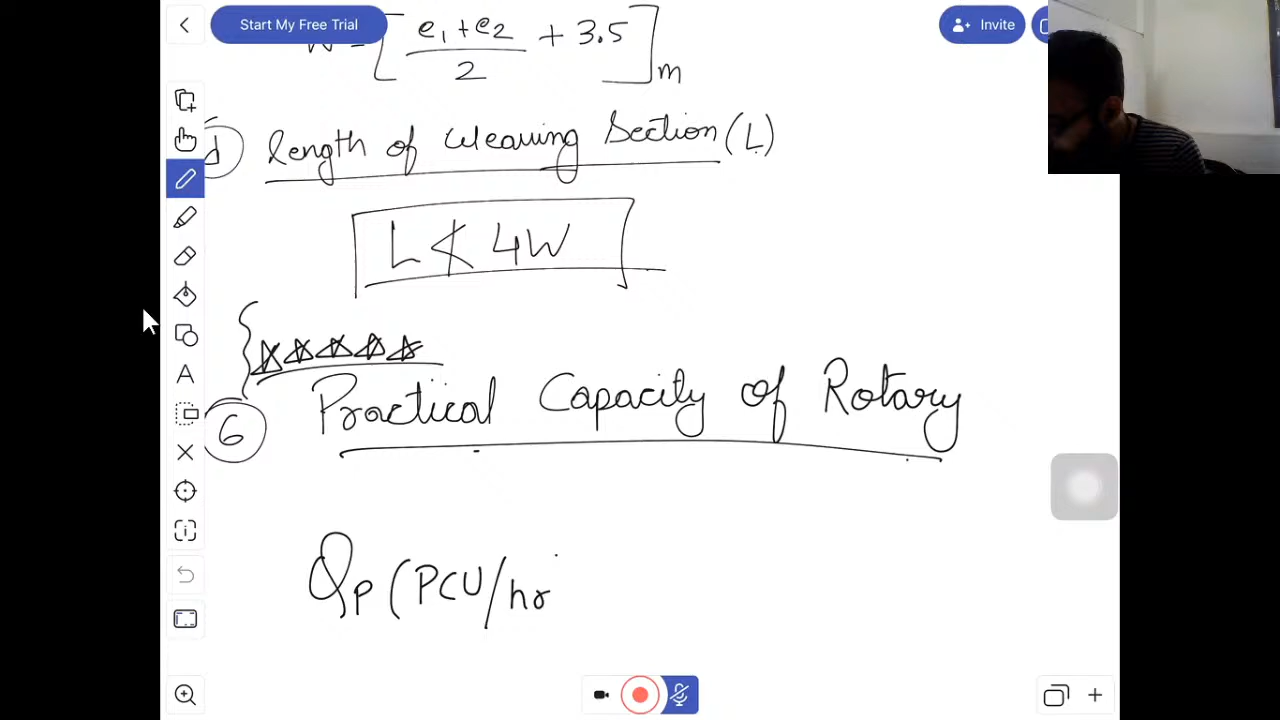 Start My Free Trial
Invite
W = [ e1 + e2 / 2 + 3.5 ] m
d length of Weaving Section (L)
L ≮ 4W
6 Practical Capacity of Rotary
Qp (PCU/hr
A